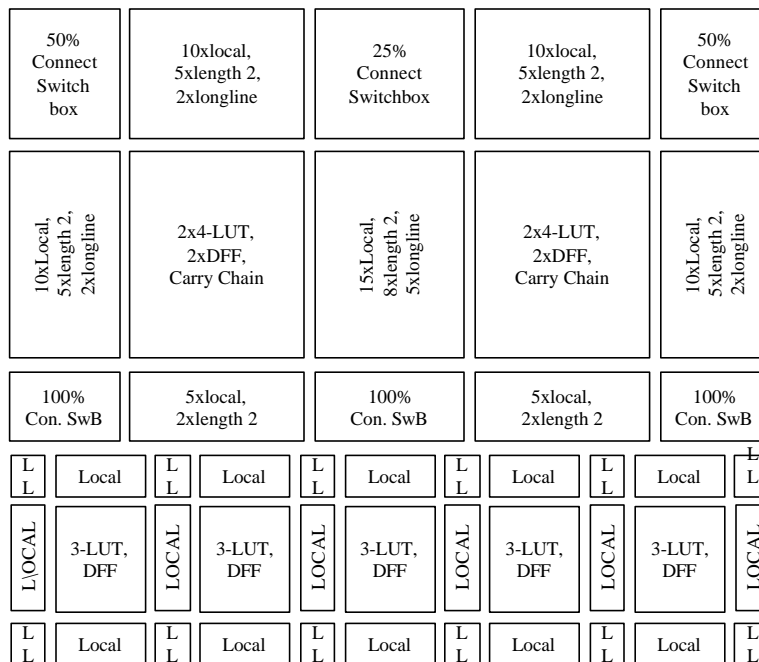 50%
Connect
Switch
box
10xlocal,
5xlength 2,
2xlongline
25%
Connect
Switchbox
10xlocal,
5xlength 2,
2xlongline
50%
Connect
Switch
box
10xLocal,
5xlength 2,
2xlongline
2x4-LUT,
2xDFF,
Carry Chain
15xLocal,
8xlength 2,
5xlongline
2x4-LUT,
2xDFF,
Carry Chain
10xLocal,
5xlength 2,
2xlongline
100%
Con. SwB
5xlocal,
2xlength 2
100%
Con. SwB
5xlocal,
2xlength 2
100%
Con. SwB
L
L
Local
L
L
Local
L
L
Local
L
L
Local
L
L
Local
L
L
L\OCAL
3-LUT,
DFF
LOCAL
3-LUT,
DFF
LOCAL
3-LUT,
DFF
LOCAL
3-LUT,
DFF
LOCAL
3-LUT,
DFF
LOCAL
L
L
Local
L
L
Local
L
L
Local
L
L
Local
L
L
Local
L
L